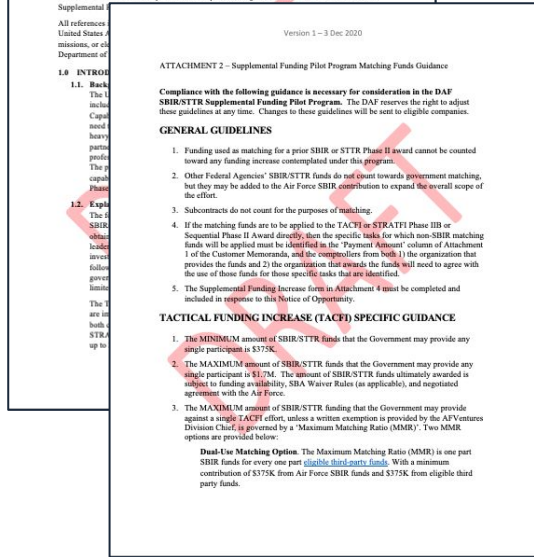 Supplemental
All references
United States A
missions, or ele
Department of
1.0 INTROD
1.1. Back
The U
inclu
Capal
need
heavy
partne
profes
The p
capab
Phase
1.2. Expla
The fi
SBIR
obtain
leader
invest
follow
gover
limite
The T
are in
both
STRA
up to
Version 1 – 3 Dec 2020
ATTACHMENT 2 – Supplemental Funding Pilot Program Matching Funds Guidance
Compliance with the following guidance is necessary for consideration in the DAF
SBIR/STTR Supplemental Funding Pilot Program. The DAF reserves the right to adjust
these guidelines at any time. Changes to these guidelines will be sent to eligible companies.
GENERAL GUIDELINES
1. Funding used as matching for a prior SBIR or STTR Phase II award cannot be counted
toward any funding increase contemplated under this program.
2. Other Federal Agencies' SBIR/STTR funds do not count towards government matching,
but they may be added to the Air Force SBIR contribution to expand the overall scope of
the effort.
3. Subcontracts do not count for the purposes of matching.
4. If the matching funds are to be applied to the TACFI or STRATFI Phase IIB or
Sequential Phase II Award directly, then the specific tasks for which non-SBIR matching
funds will be applied must be identified in the 'Payment Amount' column of Attachment
1 of the Customer Memoranda, and the comptrollers from both 1) the organization that
provides the funds and 2) the organization that awards the funds will need to agree with
the use of those funds for those specific tasks that are identified.
5. The Supplemental Funding Increase form in Attachment 4 must be completed and
included in response to this Notice of Opportunity.
TACTICAL FUNDING INCREASE (TACFI) SPECIFIC GUIDANCE
1. The MINIMUM amount of SBIR/STTR funds that the Government may provide any
single participant is $375K.
2. The MAXIMUM amount of SBIR/STTR funds that the Government may provide any
single participant is $1.7M. The amount of SBIR/STTR funds ultimately awarded is
subject to funding availability, SBA Waiver Rules (as applicable), and negotiated
agreement with the Air Force.
3. The MAXIMUM amount of SBIR/STTR funding that the Government may provide
against a single TACFI effort, unless a written exemption is provided by the AFVentures
Division Chief, is governed by a 'Maximum Matching Ratio (MMR)'. Two MMR
options are provided below:
Dual-Use Matching Option. The Maximum Matching Ratio (MMR) is one part
SBIR funds for every one part eligible third-party funds. With a minimum
contribution of $375K from Air Force SBIR funds and $375K from eligible third
party funds.
DRAFT